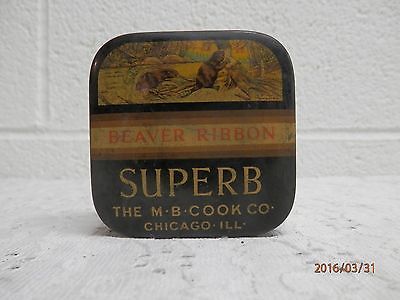 BEAVER RIBBON
SUPERB
THE M·B·COOK CO·
CHICAGO·ILL·
2016/03/31